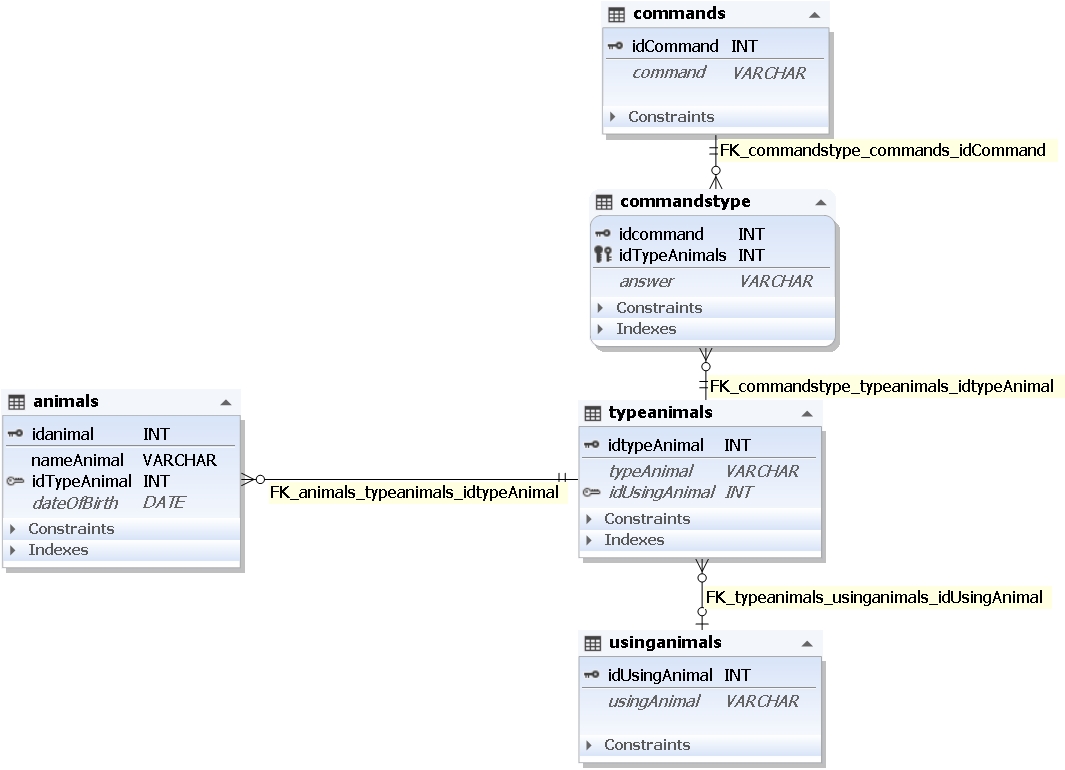 commands
idCommand INT
command VARCHAR
Constraints
FK_commandstype_commands_idCommand
commandstype
idcommand INT
idTypeAnimals INT
answer VARCHAR
Constraints
Indexes
FK_commandstype_typeanimals_idtypeAnimal
animals
idanimal INT
nameAnimal VARCHAR
idTypeAnimal INT
dateOfBirth DATE
Constraints
Indexes
FK_animals_typeanimals_idtypeAnimal
typeanimals
idtypeAnimal INT
typeAnimal VARCHAR
idUsingAnimal INT
Constraints
Indexes
FK_typeanimals_usinganimals_idUsingAnimal
usinganimals
idUsingAnimal INT
usingAnimal VARCHAR
Constraints